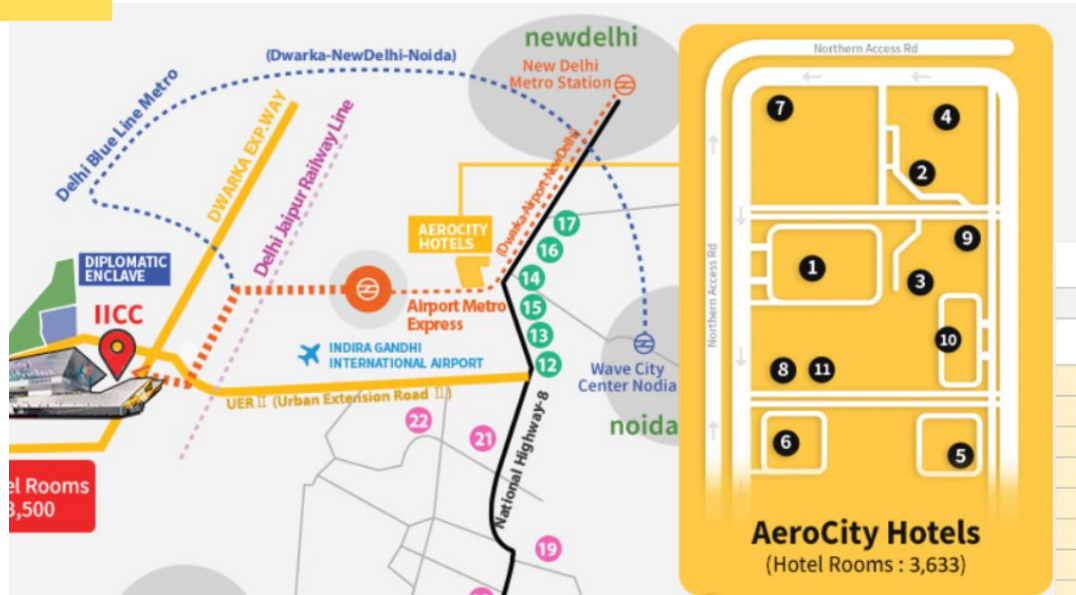 newdelhi
New Delhi
Metro Station
(Dwarka-NewDelhi-Noida)
Delhi Blue Line Metro
DWARKA EXP.WAY
Delhi Jaipur Railway Line
(Dwarka-Airport-NewDelhi)
AEROCITY
HOTELS
DIPLOMATIC
ENCLAVE
IICC
Airport Metro
Express
INDIRA GANDHI
INTERNATIONAL AIRPORT
UER II (Urban Extension Road II)
Wave City
Center Nodia
noida
National Highway-8
17
16
14
15
13
12
22
21
19
Rooms
Northern Access Rd
Northern Access Rd
7
4
2
9
1
3
10
8
11
6
5
AeroCity Hotels
(Hotel Rooms : 3,633)